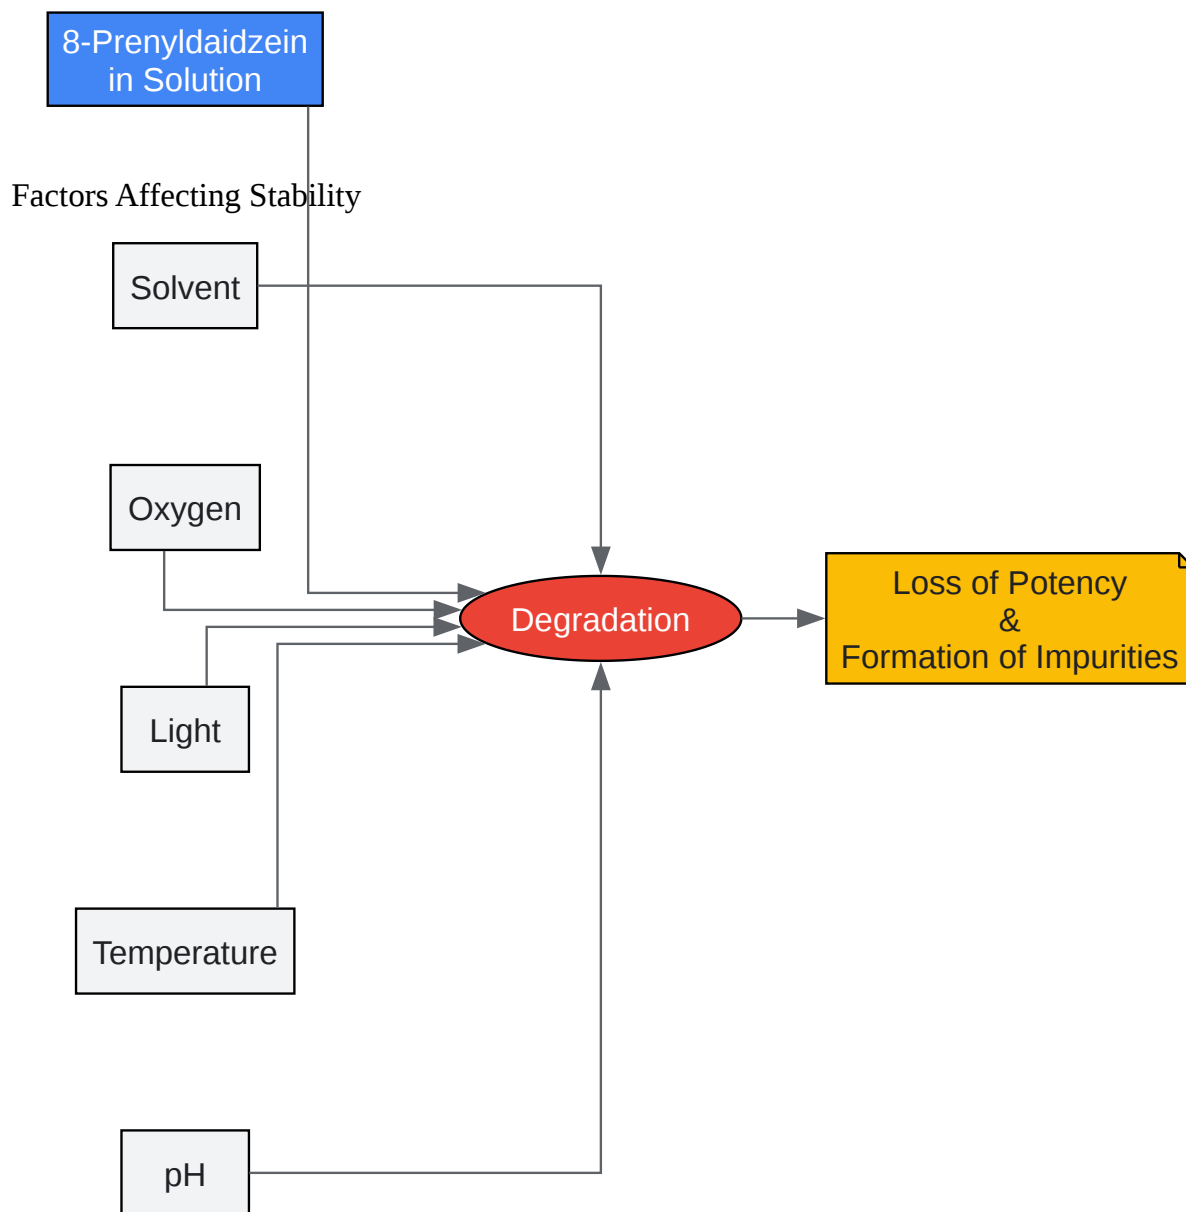 8-Prenyldaidzein
in Solution
Factors Affecting Stability
Solvent
Oxygen
Degradation
Loss of Potency
&
Formation of Impurities
Light
Temperature
pH